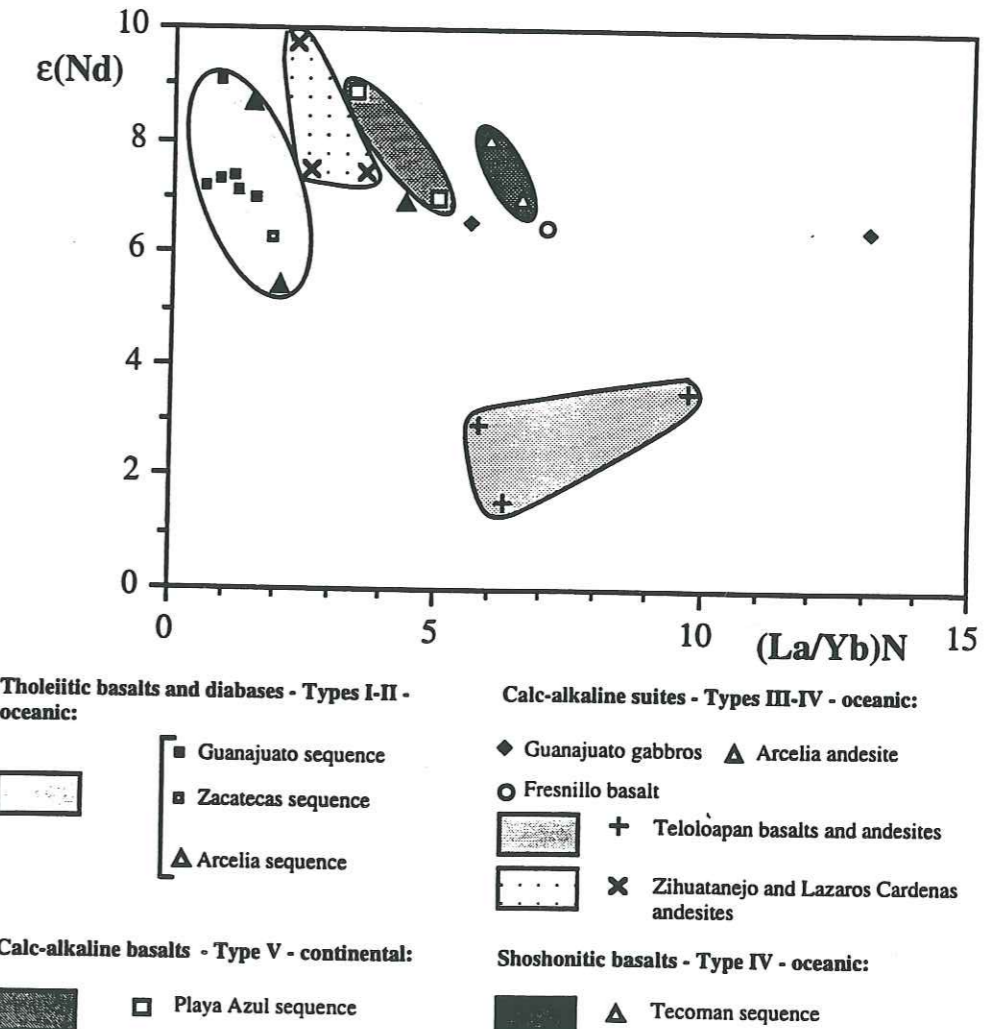 10
ε(Nd)
8
6
4
2
0
0
5
10
15
(La/Yb)N
Tholeiitic basalts and diabases - Types I-II -
oceanic:
Guanajuato sequence
Zacatecas sequence
Arcelia sequence
Calc-alkaline suites - Types III-IV - oceanic:
Guanajuato gabbros Arcelia andesite
Fresnillo basalt
Teloloapan basalts and andesites
Zihuatanejo and Lazaros Cardenas
andesites
Calc-alkaline basalts - Type V - continental:
Playa Azul sequence
Shoshonitic basalts - Type IV - oceanic:
Tecoman sequence